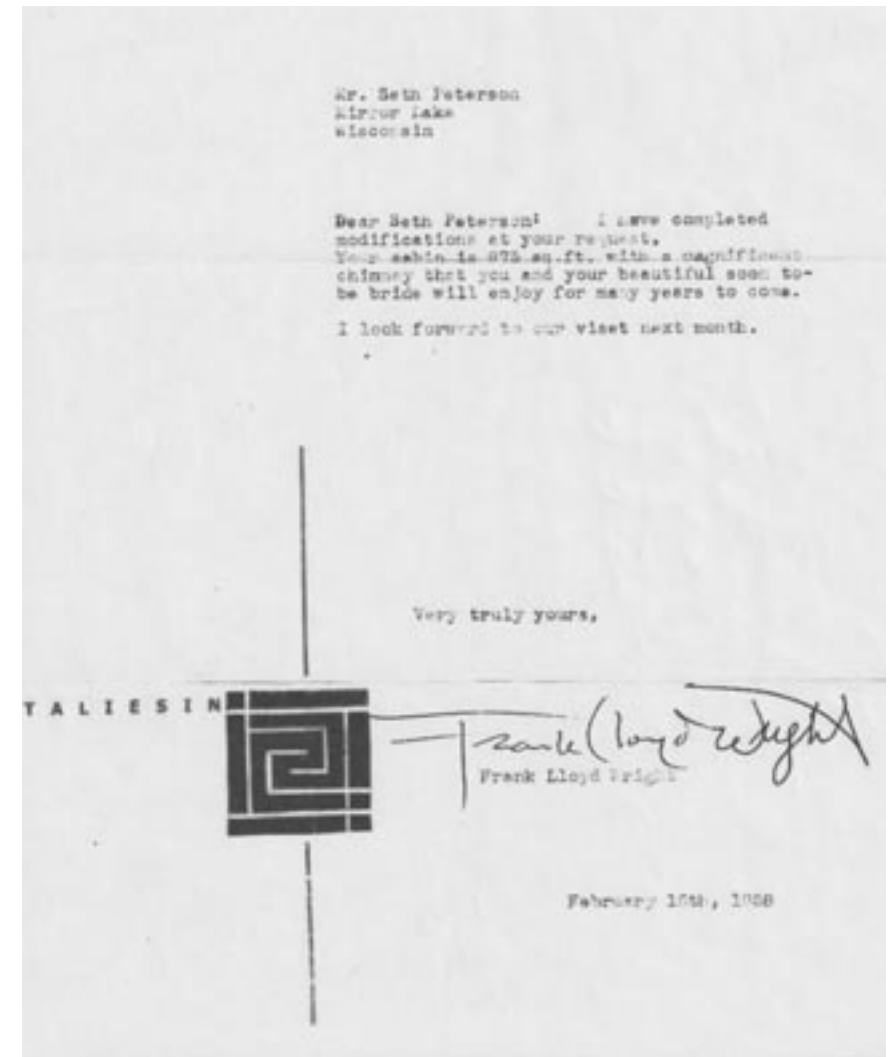 Mr. Seth Peterson
Mirror Lake
Wisconsin
Dear Seth Peterson: I have completed
modifications at your request.
Your cabin is 875 sq.ft. with a magnificent
chimney that you and your beautiful soon to-
be bride will enjoy for many years to come.
I look forward to our viset next month.
Very truly yours,
TALIESIN
Frank Lloyd Wright
Frank Lloyd Wright
February